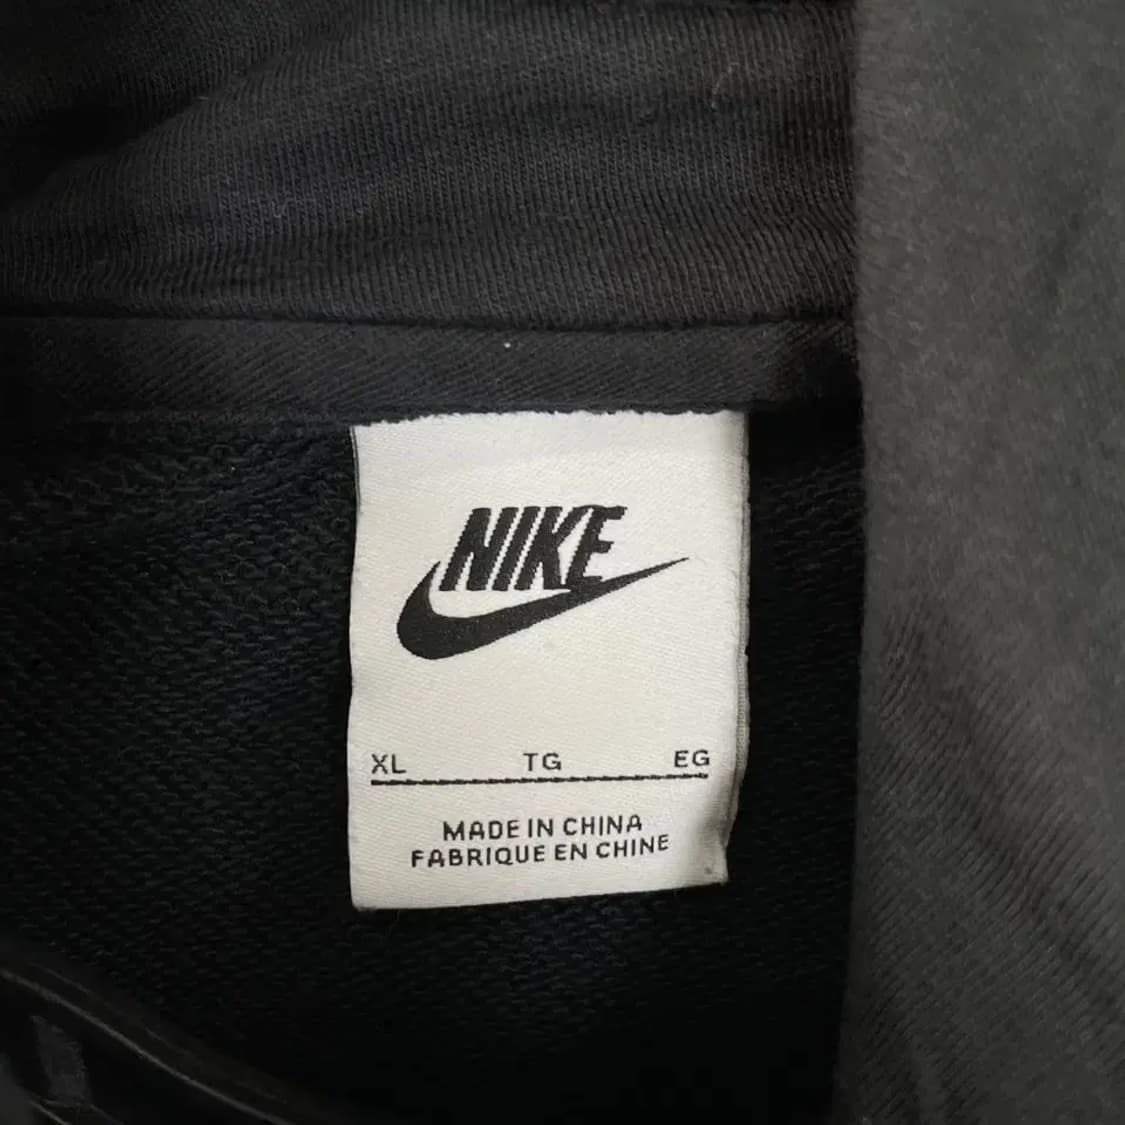 NIKE
XL TG EG
MADE IN CHINA
FABRIQUE EN CHINE